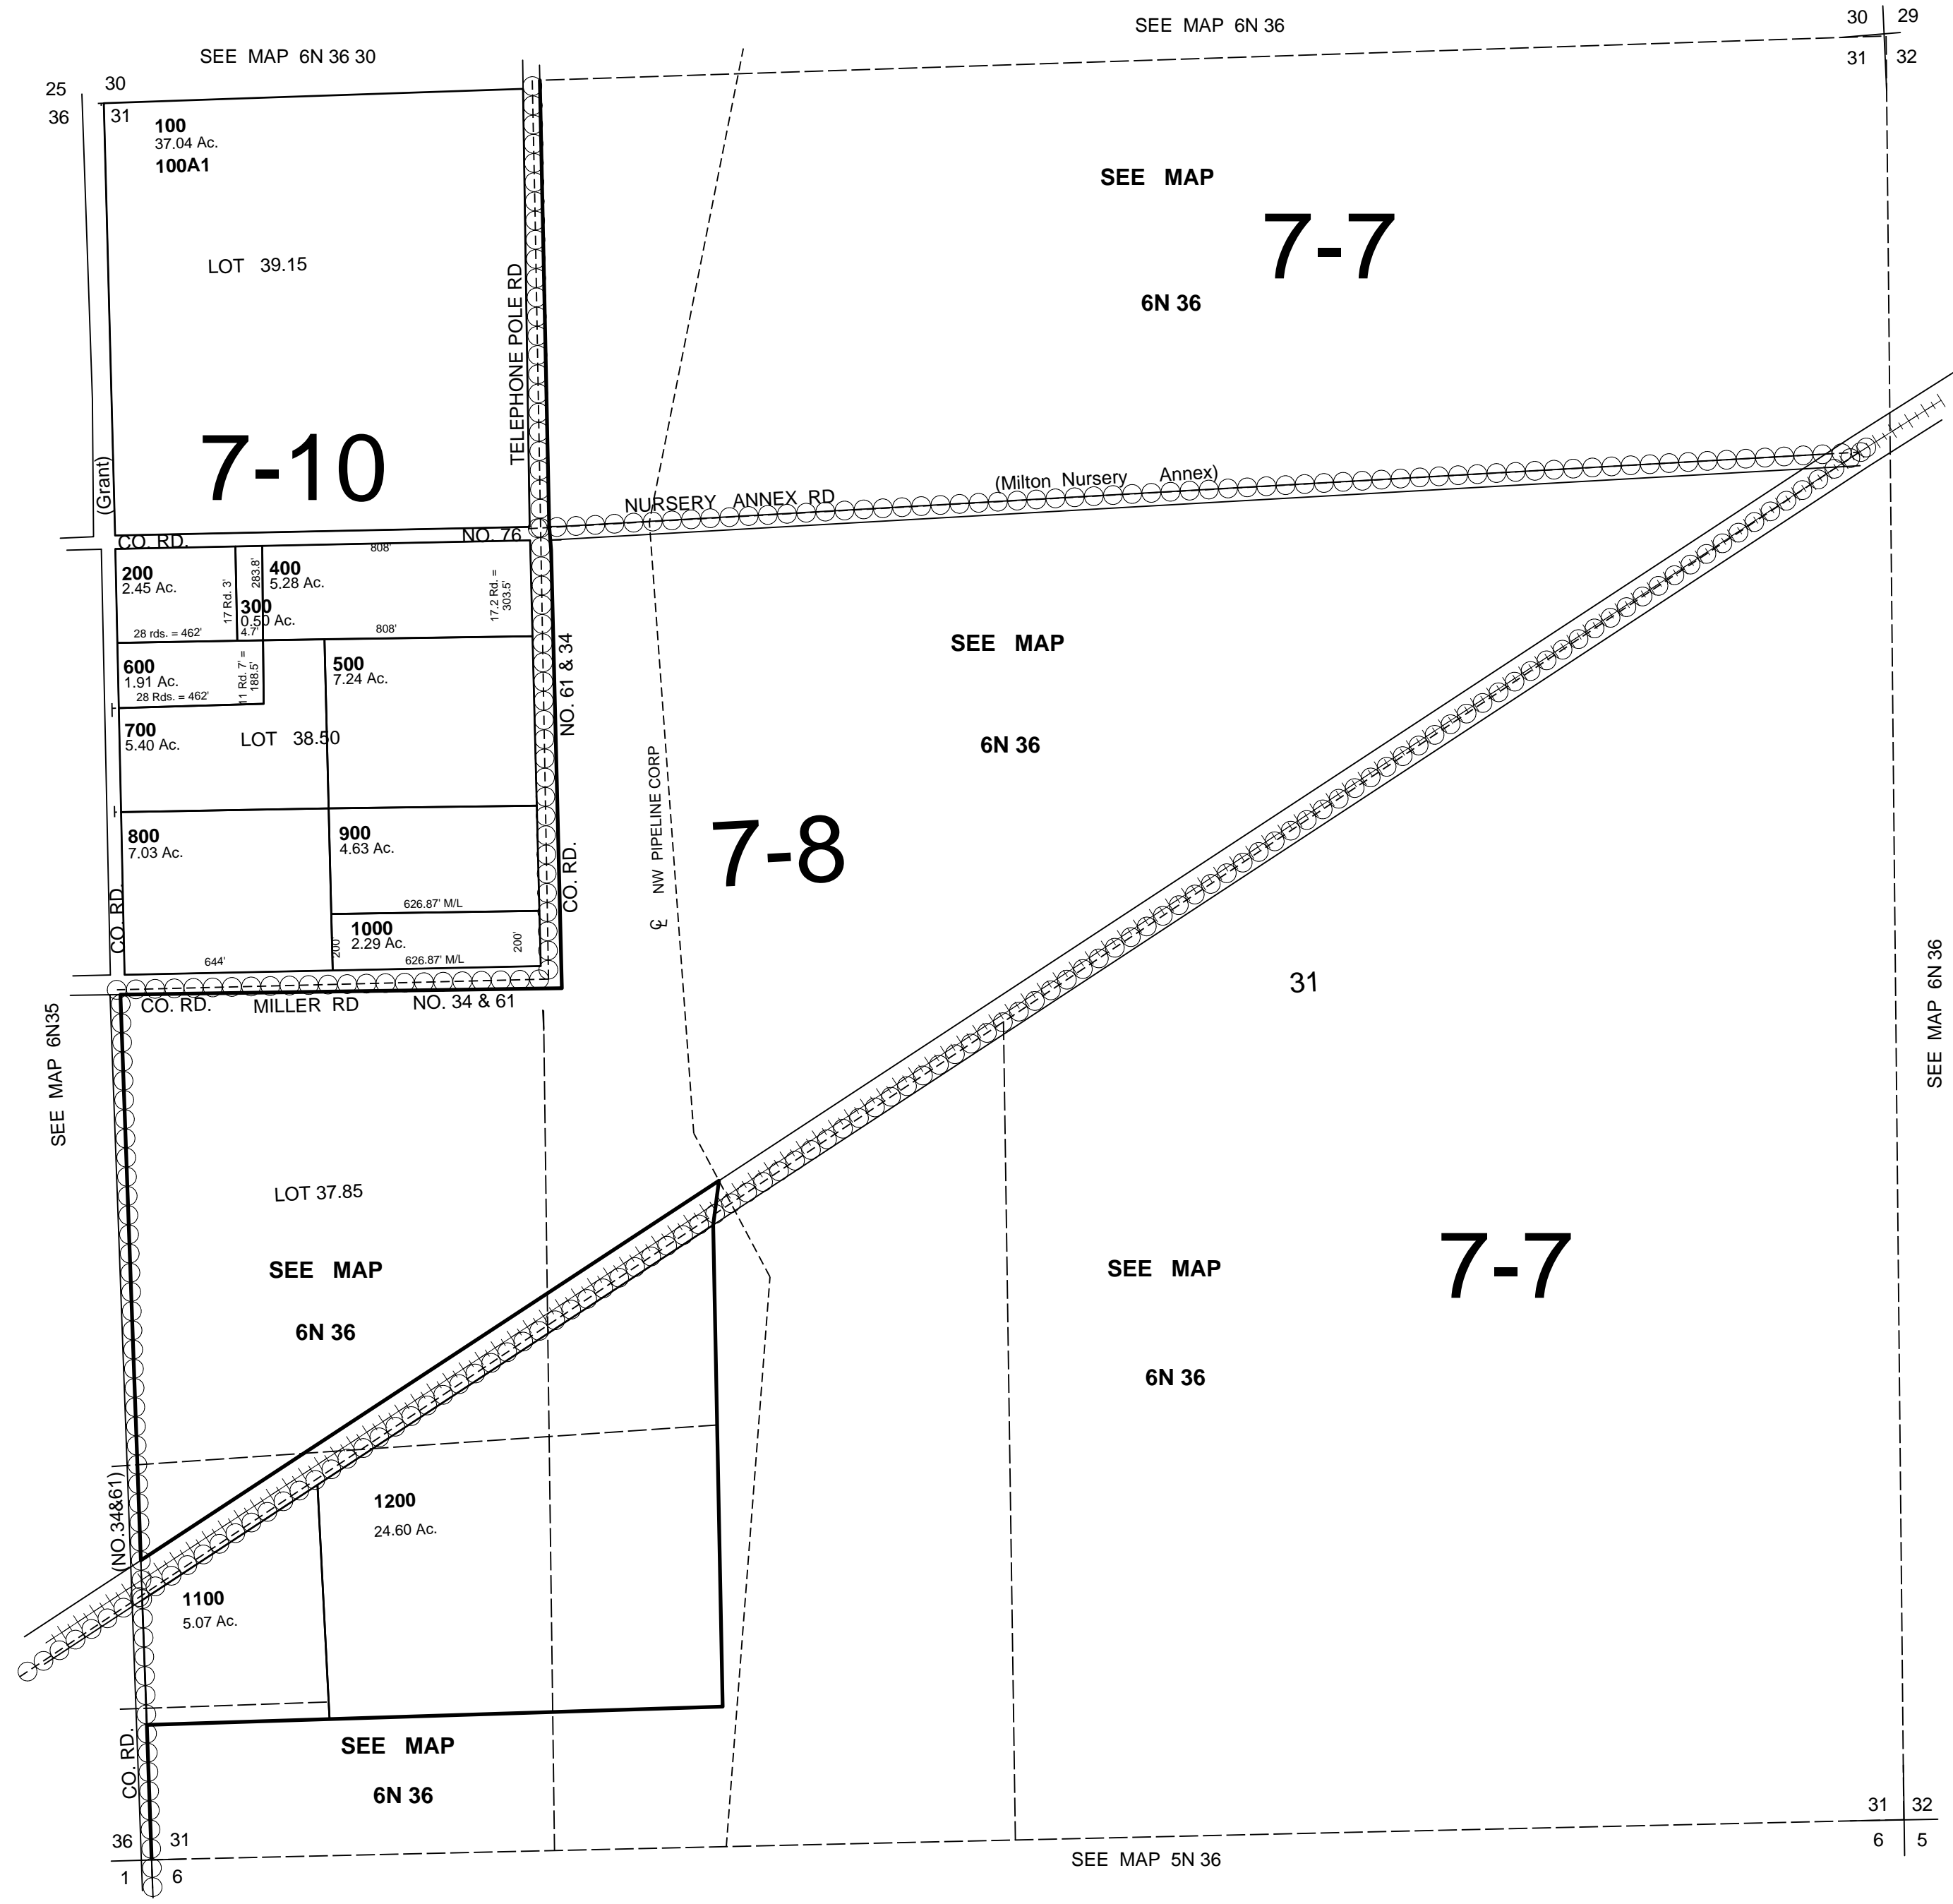 SEE MAP 6N 36
30 29
31 32
SEE MAP 6N 36 30
25 30
36 31
100
37.04 Ac.
100A1
LOT 39.15
TELEPHONE POLE RD
(Grant)
7-10
SEE MAP
7-7
6N 36
NURSERY ANNEX RD
(Milton Nursery Annex)
CO. RD.
NO. 76
808'
200
2.45 Ac.
17 Rd. 3'
28 rds. = 462'
283.8'
300
0.50 Ac.
4.7'
400
5.28 Ac.
17.2 Rd. =
303.5'
808'
600
1.91 Ac.
28 Rds. = 462'
11 Rd. 7' =
188.5'
500
7.24 Ac.
NO. 61 & 34
700
5.40 Ac.
LOT 38.50
SEE MAP
6N 36
NW PIPELINE CORP
7-8
800
7.03 Ac.
900
4.63 Ac.
CO. RD.
CO. RD.
626.87' M/L
1000
2.29 Ac.
200'
200'
644'
626.87' M/L
CO. RD. MILLER RD NO. 34 & 61
31
SEE MAP 6N35
SEE MAP 6N 36
LOT 37.85
SEE MAP
6N 36
SEE MAP
7-7
6N 36
(NO.34&61)
1200
24.60 Ac.
1100
5.07 Ac.
CO. RD.
SEE MAP
6N 36
36 31
1 6
31 32
6 5
SEE MAP 5N 36